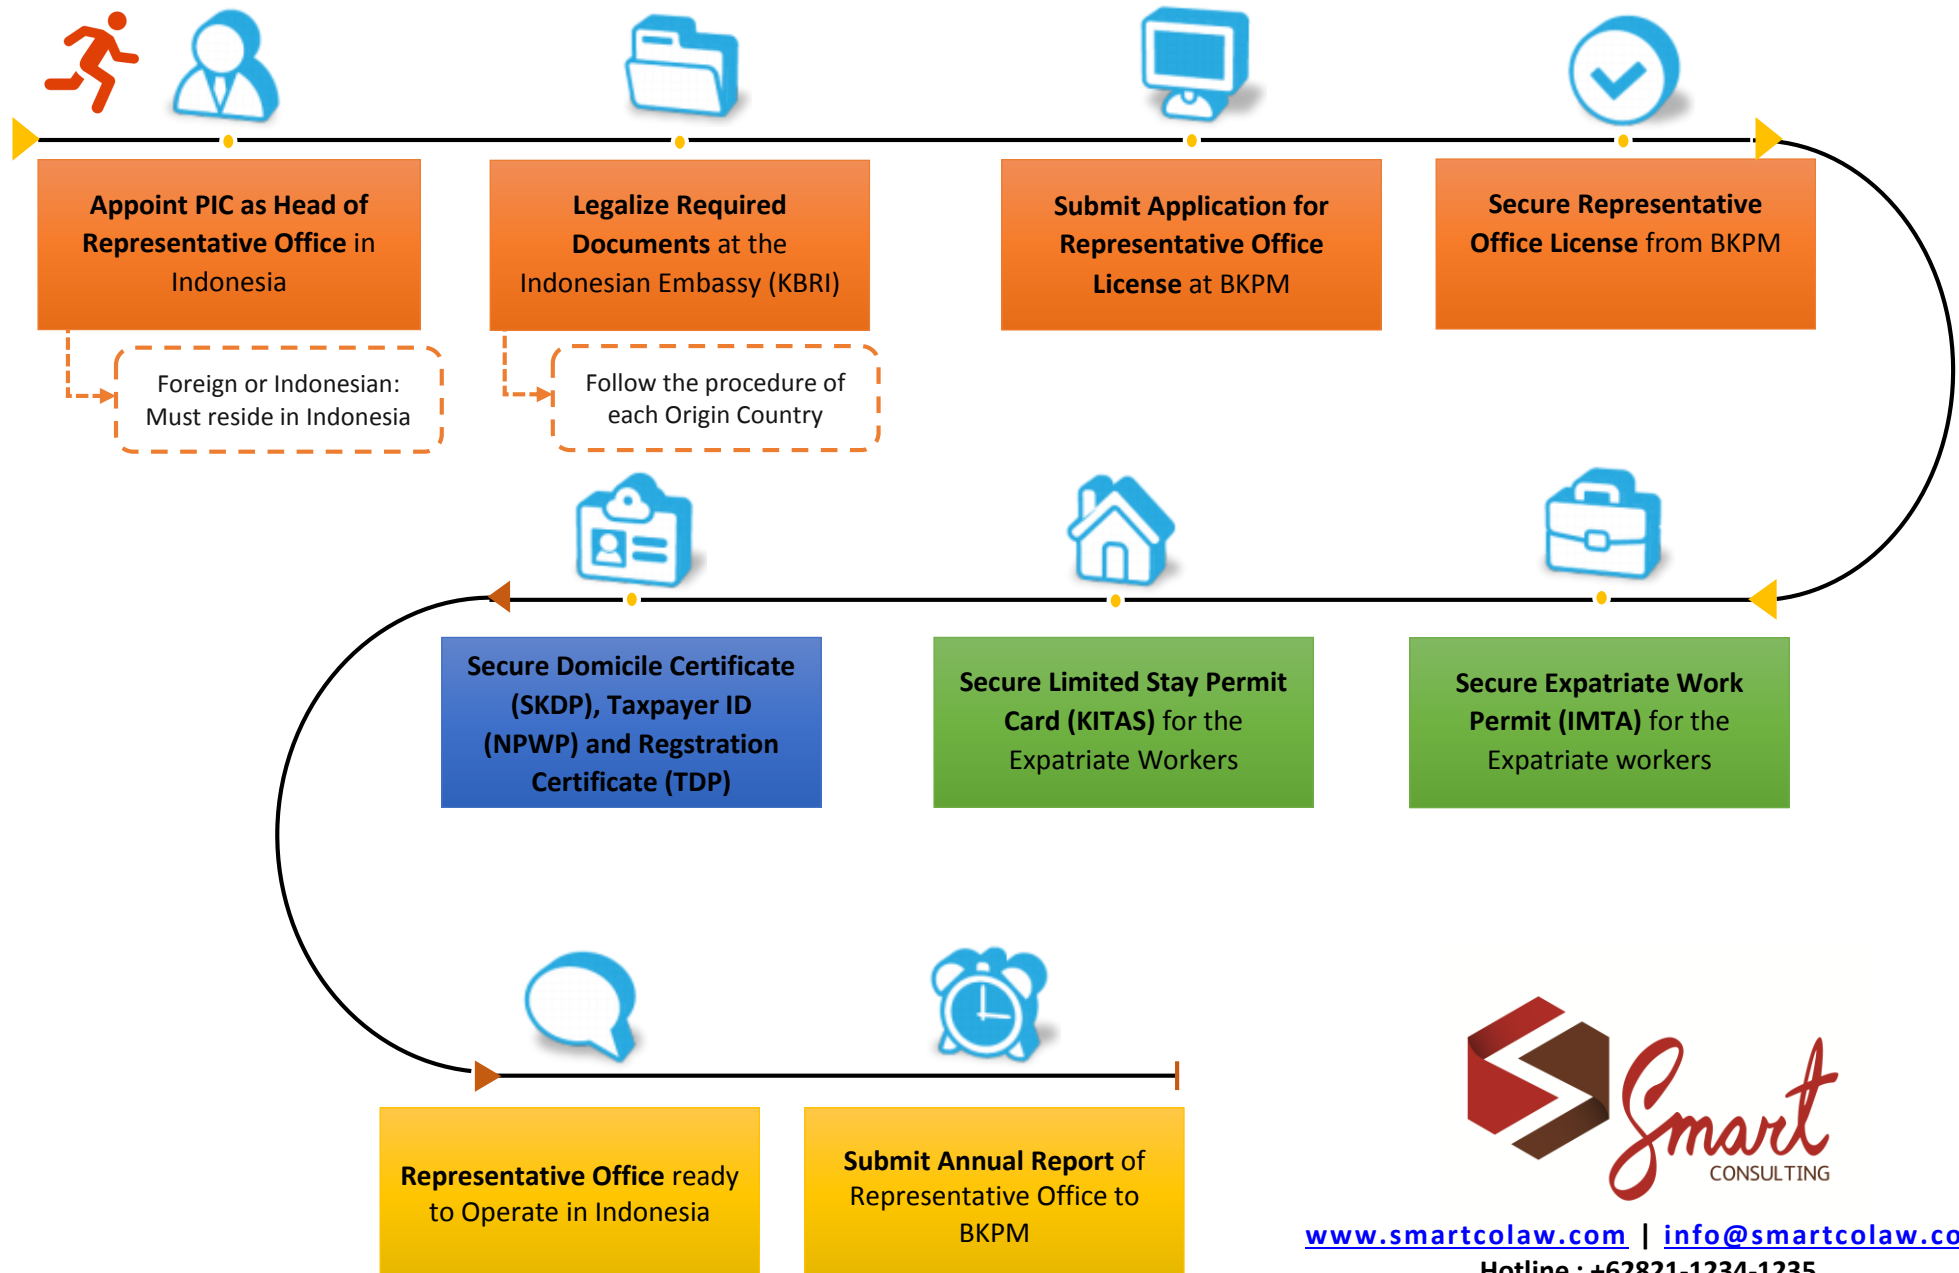 Appoint PIC as Head of
Representative Office in
Indonesia
Legalize Required
Documents at the
Indonesian Embassy (KBRI)
Submit Application for
Representative Office
License at BKPM
Secure Representative
Office License from BKPM
Foreign or Indonesian:
Must reside in Indonesia
Follow the procedure of
each Origin Country
Secure Expatriate Work
Permit (IMTA) for the
Expatriate workers
Secure Limited Stay Permit
Card (KITAS) for the
Expatriate Workers
Secure Domicile Certificate
(SKDP), Taxpayer ID
(NPWP) and Regstration
Certificate (TDP)
Representative Office ready
to Operate in Indonesia
Submit Annual Report of
Representative Office to
BKPM
Smart
CONSULTING
www.smartcolaw.com | info@smartcolaw.co
Hotline : +62821-1234-1235